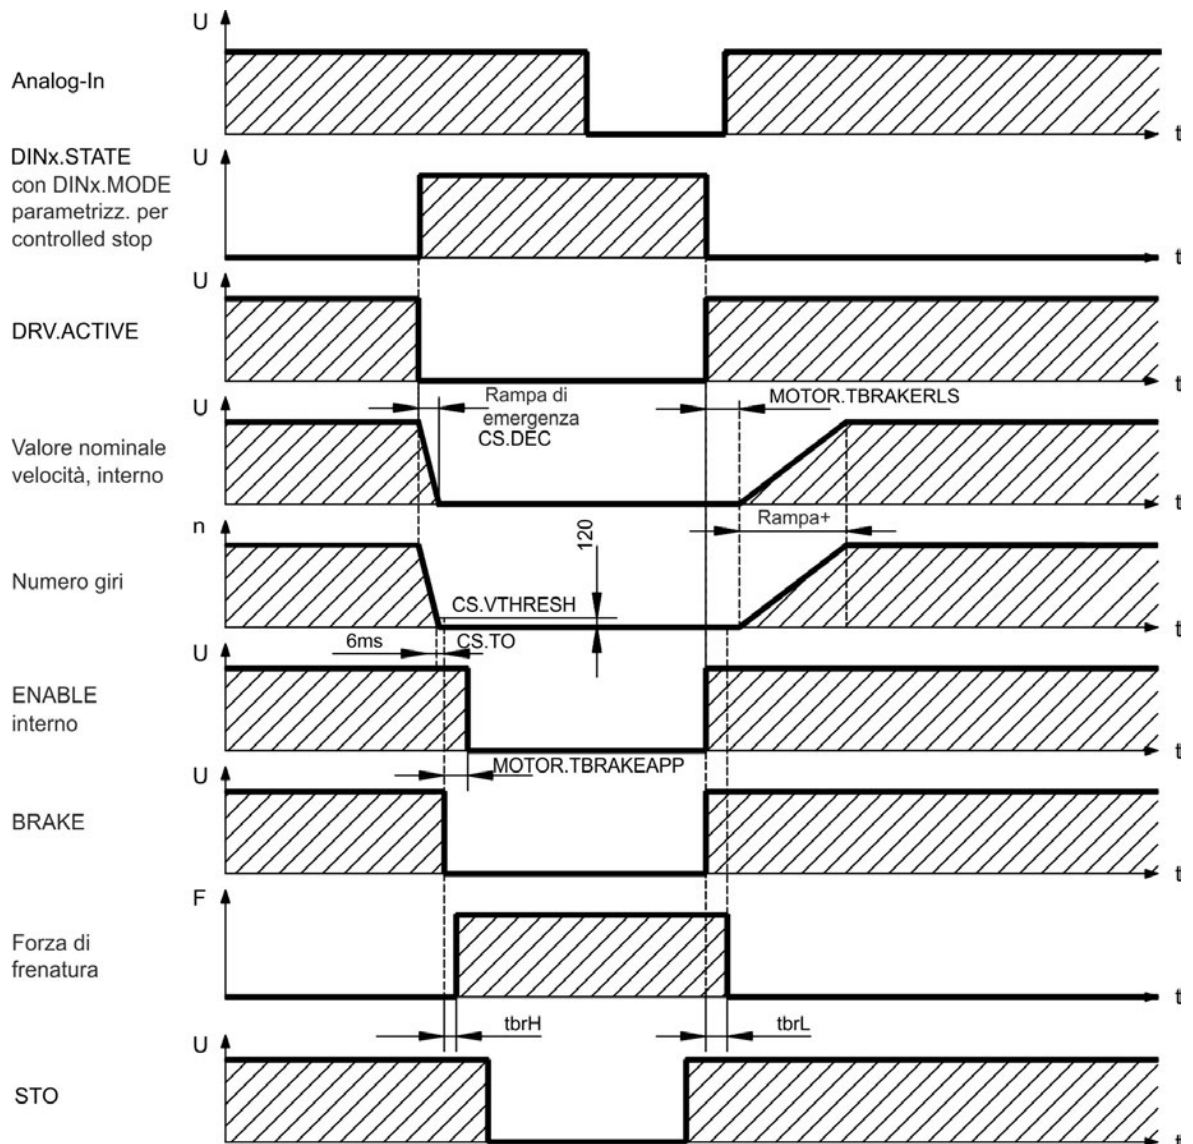 U
Analog-In
t
DINx.STATE
U
con DINx.MODE
parametrizz. per
controlled stop
t
U
DRV.ACTIVE
t
U
Rampa di
emergenza
CS.DEC
MOTOR.TBRAKERLS
Valore nominale
velocità, interno
t
n
Rampa+
120
Numero giri
CS.VTHRESH
t
6ms
CS.TO
U
ENABLE
interno
t
MOTOR.TBRAKEAPP
U
BRAKE
t
F
Forza di
frenatura
t
tbrH
tbrL
U
STO
t